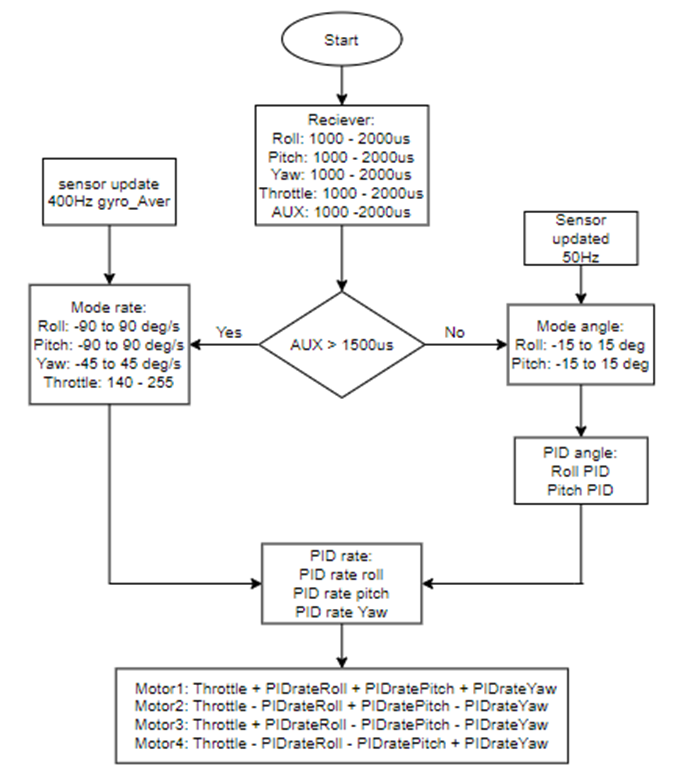 Start
Reciever:
Roll: 1000 - 2000us
Pitch: 1000 - 2000us
Yaw: 1000 - 2000us
Throttle: 1000 - 2000us
AUX: 1000 -2000us
sensor update
400Hz gyro_Aver
Sensor
updated
50Hz
Mode rate:
Roll: -90 to 90 deg/s
Pitch: -90 to 90 deg/s
Yaw: -45 to 45 deg/s
Throttle: 140 - 255
Yes
AUX > 1500us
No
Mode angle:
Roll: -15 to 15 deg
Pitch: -15 to 15 deg
PID angle:
Roll PID
Pitch PID
PID rate:
PID rate roll
PID rate pitch
PID rate Yaw
Motor1: Throttle + PIDrateRoll + PIDratePitch + PIDrateYaw
Motor2: Throttle - PIDrateRoll + PIDratePitch - PIDrateYaw
Motor3: Throttle + PIDrateRoll - PIDratePitch - PIDrateYaw
Motor4: Throttle - PIDrateRoll - PIDratePitch + PIDrateYaw